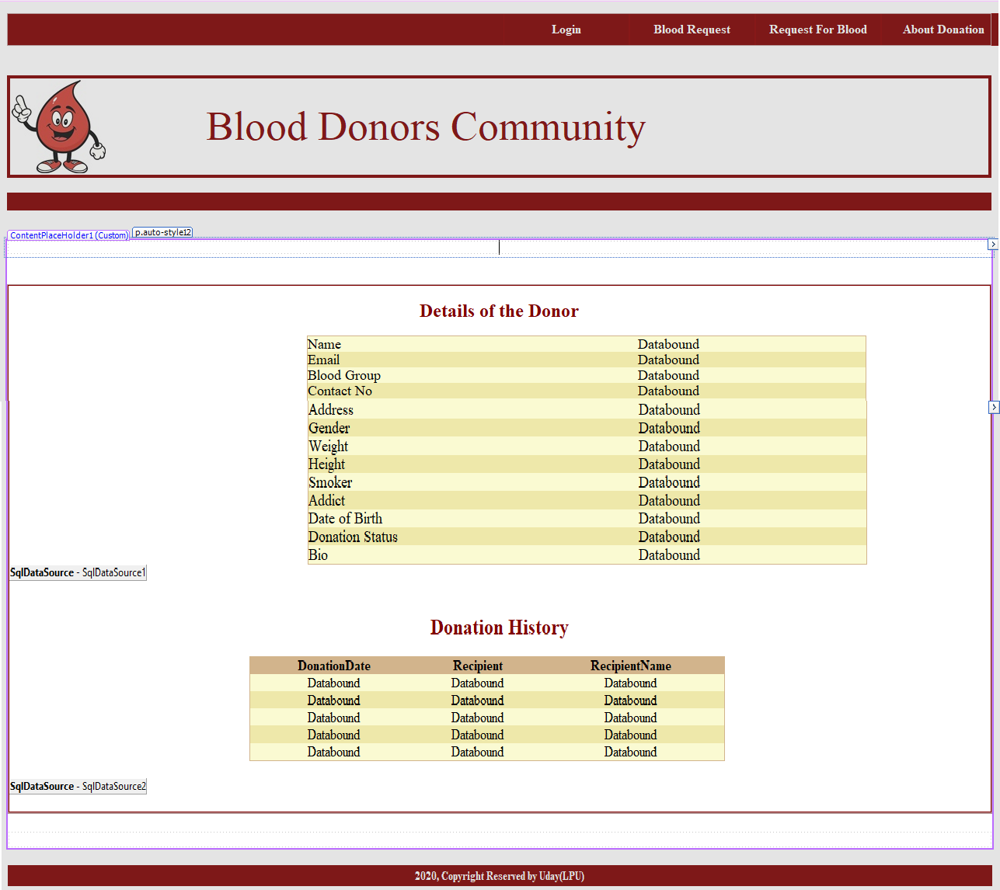 Login Blood Request Request For Blood About Donation
Blood Donors Community
ContentPlaceHolder1 (Custom) p.auto-style12
Details of the Donor
Name Databound
Email Databound
Blood Group Databound
Contact No Databound
Address Databound
Gender Databound
Weight Databound
Height Databound
Smoker Databound
Addict Databound
Date of Birth Databound
Donation Status Databound
Bio Databound
SqlDataSource - SqlDataSource1
Donation History
DonationDate Recipient RecipientName
Databound Databound Databound
Databound Databound Databound
Databound Databound Databound
Databound Databound Databound
Databound Databound Databound
SqlDataSource - SqlDataSource2
2020, Copyright Reserved by Uday(LPU)